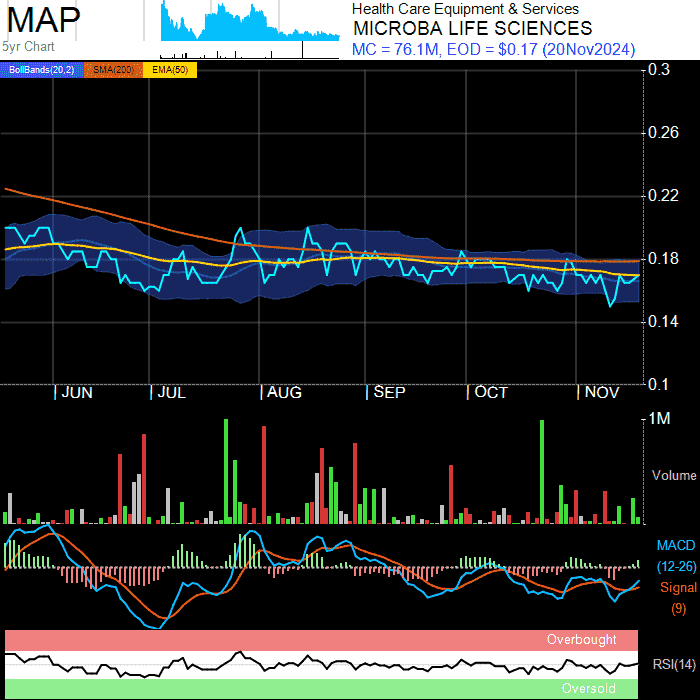 MAP
5yr Chart
Health Care Equipment & Services
MICROBA LIFE SCIENCES
MC = 76.1M, EOD = $0.17 (20Nov2024)
BollBands(20,2) SMA(200) EMA(50)
0.3
0.26
0.22
0.18
0.14
0.1
JUN JUL AUG SEP OCT NOV
1M
Volume
MACD
(12-26)
Signal
(9)
Overbought
RSI(14)
Oversold